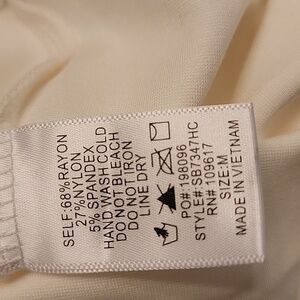 SELF:68%RAYON
27%NYLON
5% SPANDEX
HAND WASH COLD
DO NOT BLEACH
DO NOT IRON
LINE DRY
PO#:198096
STYLE#:SB7347HC
RN#:109617
SIZE:M
MADE IN VIETNAM